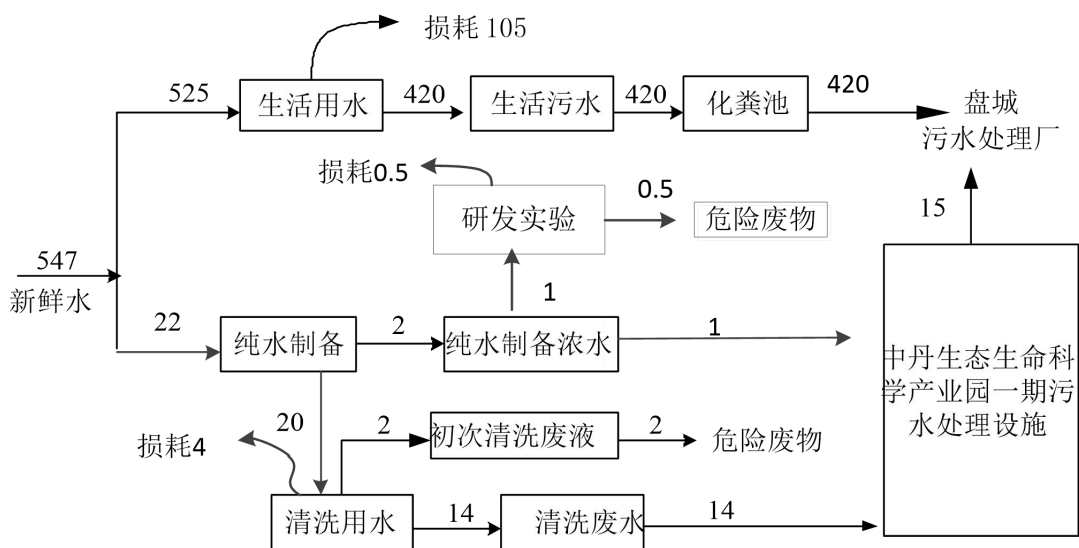 损耗 105
525
生活用水
420
生活污水
420
化粪池
420
盘城
污水处理厂
损耗0.5
研发实验
0.5
危险废物
15
547
新鲜水
1
22
纯水制备
2
纯水制备浓水
1
中丹生态生命科
学产业园一期污
水处理设施
20
损耗4
2
初次清洗废液
2
危险废物
清洗用水
14
清洗废水
14